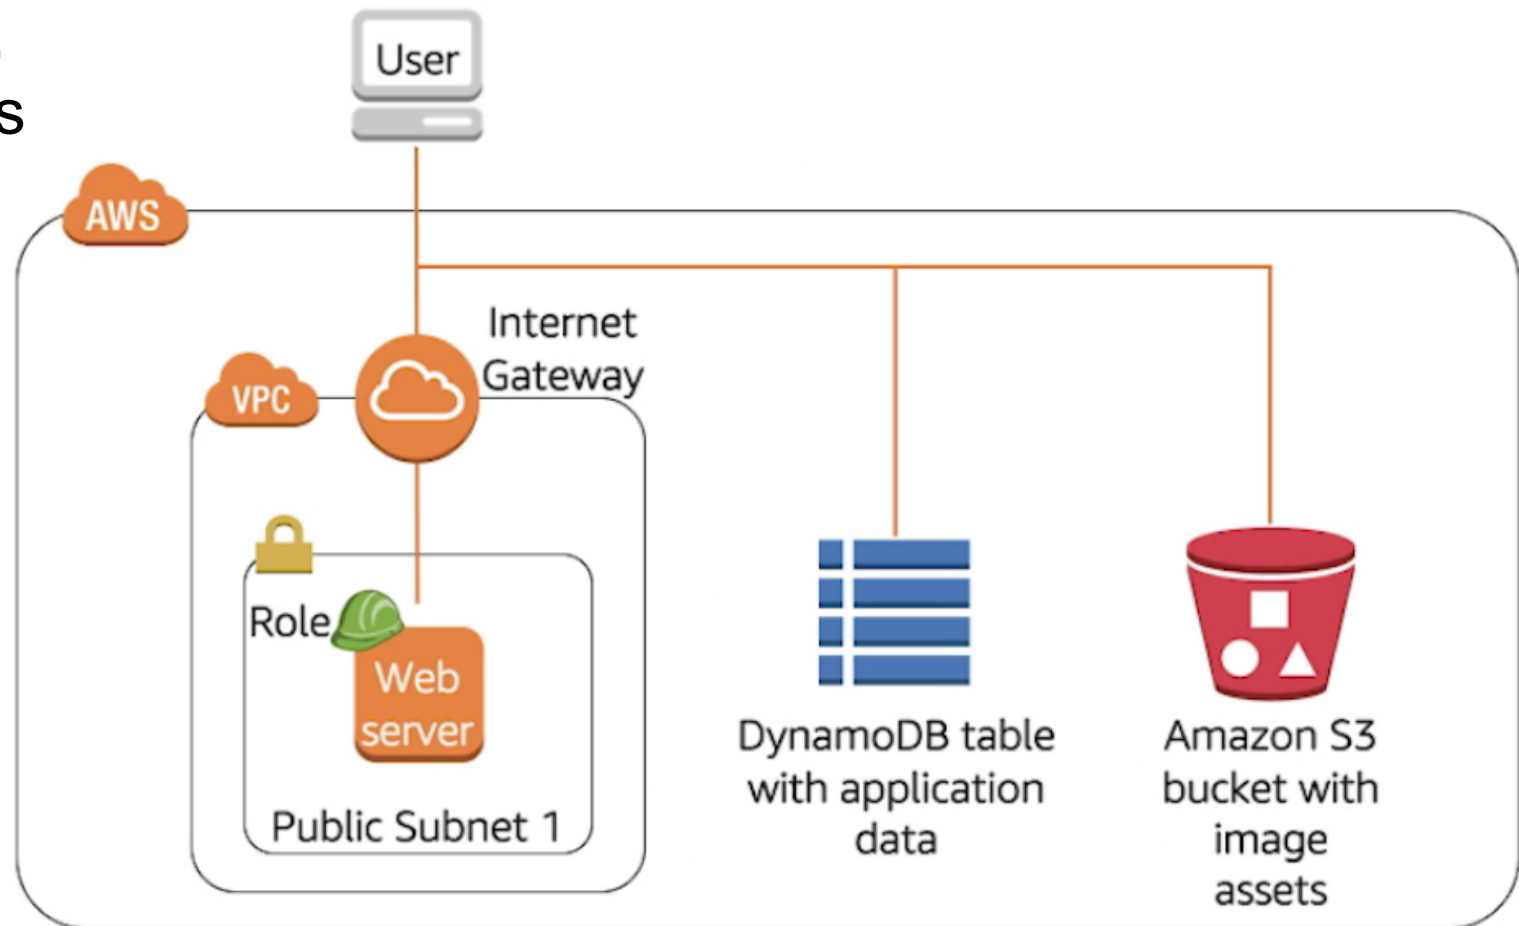 s
User
AWS
Internet
Gateway
VPC
Role
Web
server
Public Subnet 1
DynamoDB table
with application
data
Amazon S3
bucket with
image
assets